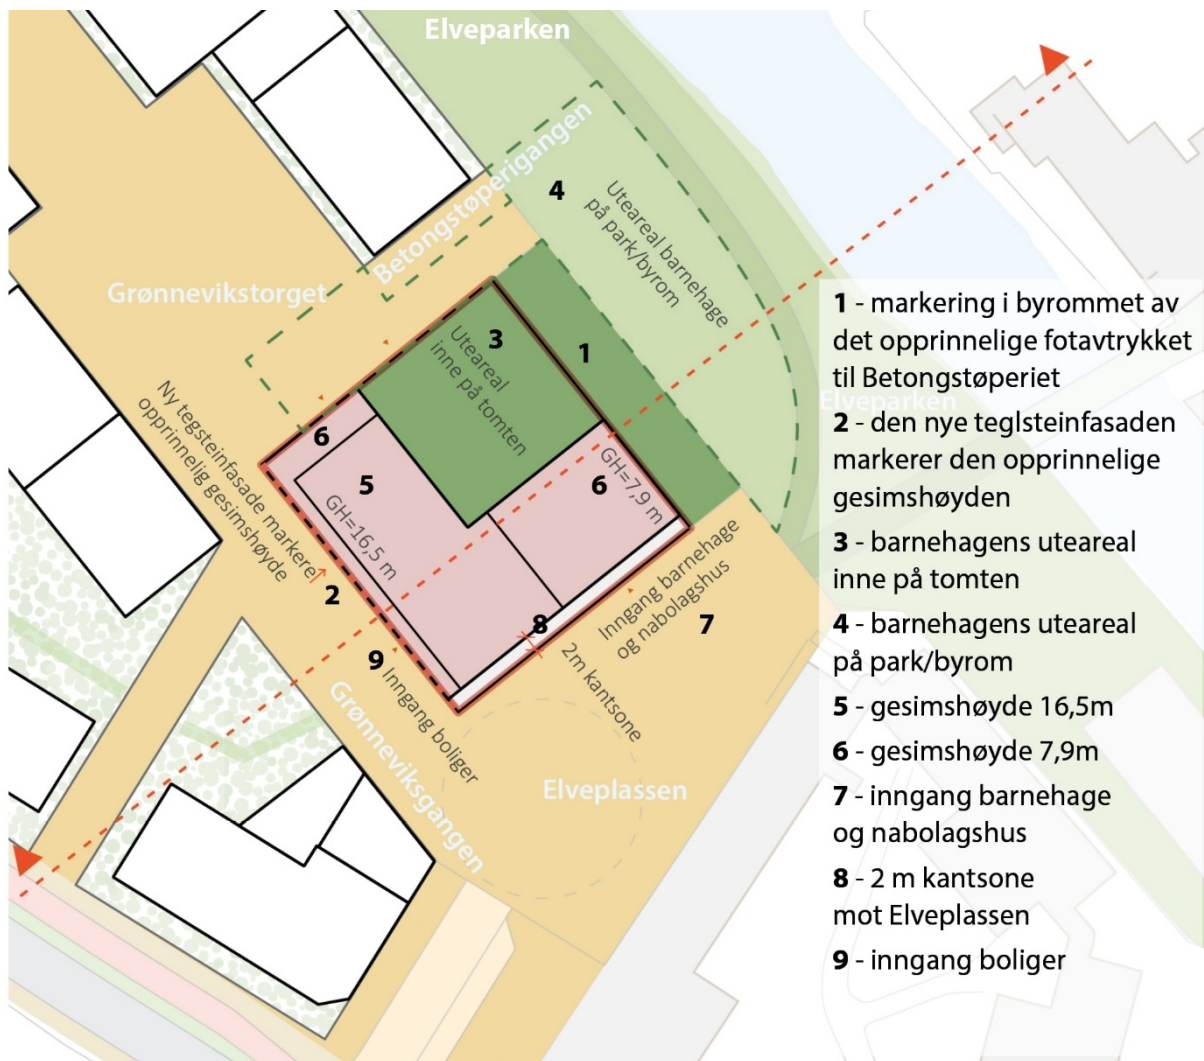 Elveparken
Betongstøperigangen
4
Uteareal barnehage
på park/byrom
Grønnevikstorget
3
Uteareal
inne på tomten
1
Elveparken
6
5
GH=16,5 m
6
GH=7,9 m
Ny tegsteinfasade markerer
opprinnelig gesimshøyde
2
8
2m kantsone
Inngang barnehage
og nabolagshus
7
9
Inngang boliger
Grønneviksgangen
Elveplassen
1 - markering i byrommet av
det opprinnelige fotavtrykket
til Betongstøperiet
2 - den nye teglsteinfasaden
markerer den opprinnelige
gesimshøyden
3 - barnehagens uteareal
inne på tomten
4 - barnehagens uteareal
på park/byrom
5 - gesimshøyde 16,5m
6 - gesimshøyde 7,9m
7 - inngang barnehage
og nabolagshus
8 - 2 m kantsone
mot Elveplassen
9 - inngang boliger